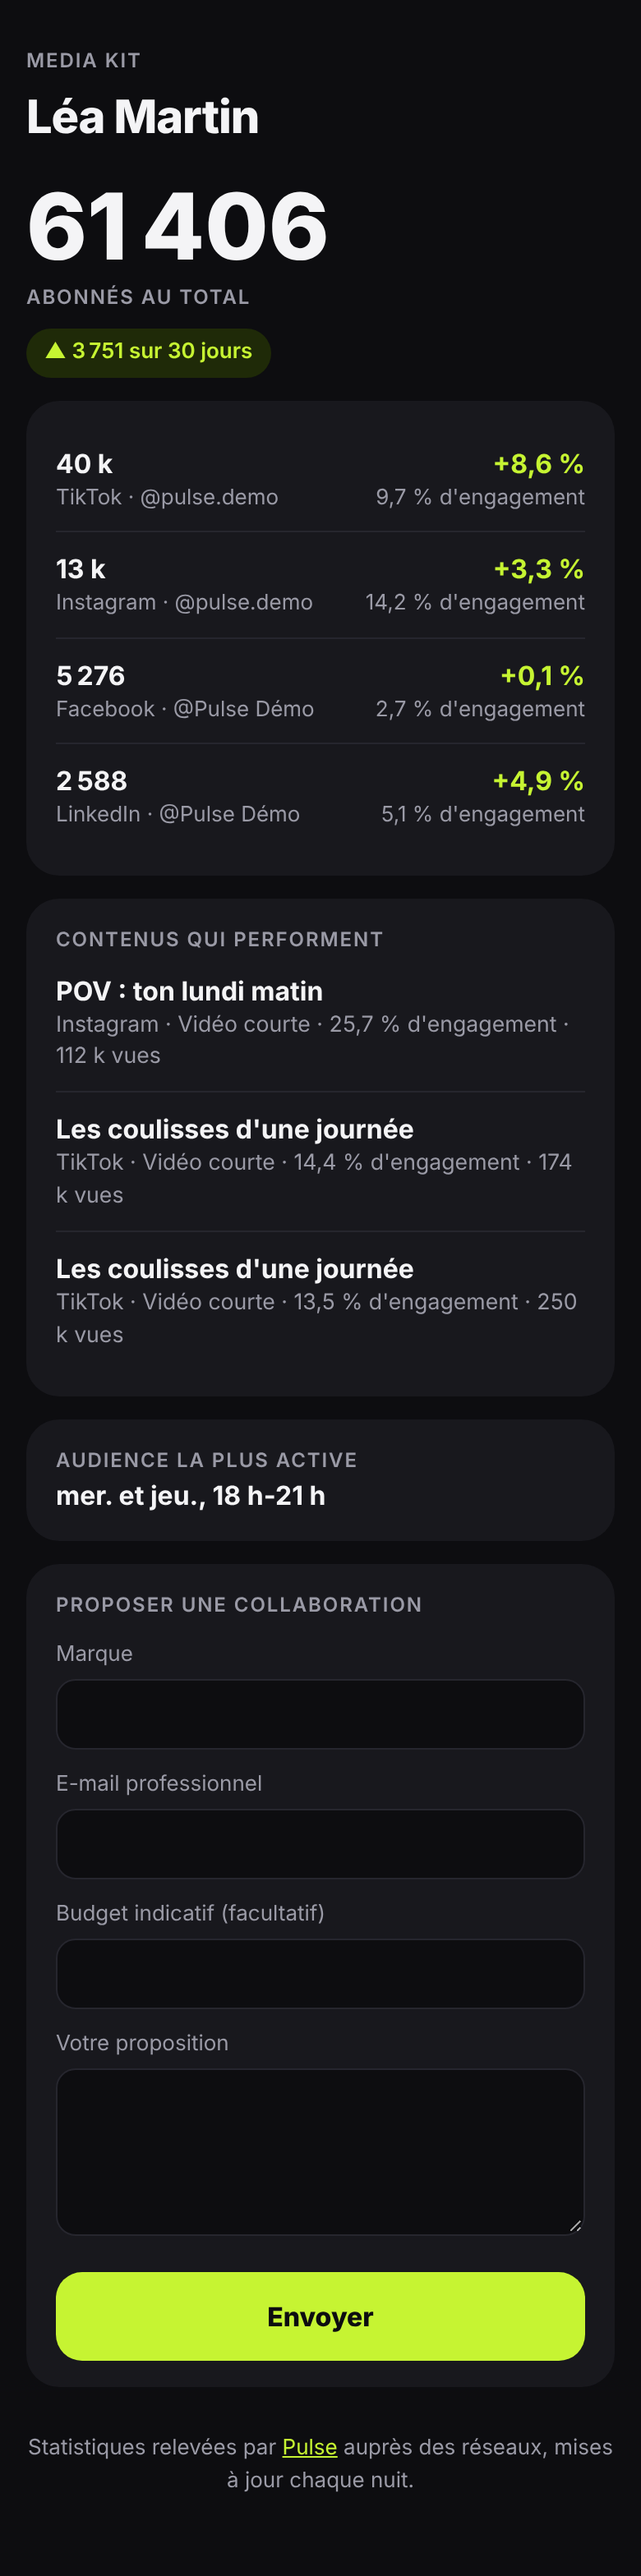 MEDIA KIT
Léa Martin
61 406
ABONNÉS AU TOTAL
▲ 3 751 sur 30 jours
40 k
+8,6 %
TikTok · @pulse.demo
9,7 % d'engagement
13 k
+3,3 %
Instagram · @pulse.demo
14,2 % d'engagement
5 276
+0,1 %
Facebook · @Pulse Démo
2,7 % d'engagement
2 588
+4,9 %
LinkedIn · @Pulse Démo
5,1 % d'engagement
CONTENUS QUI PERFORMENT
POV : ton lundi matin
Instagram · Vidéo courte · 25,7 % d'engagement ·
112 k vues
Les coulisses d'une journée
TikTok · Vidéo courte · 14,4 % d'engagement · 174
k vues
Les coulisses d'une journée
TikTok · Vidéo courte · 13,5 % d'engagement · 250
k vues
AUDIENCE LA PLUS ACTIVE
mer. et jeu., 18 h-21 h
PROPOSER UNE COLLABORATION
Marque
E-mail professionnel
Budget indicatif (facultatif)
Votre proposition
Envoyer
Statistiques relevées par Pulse auprès des réseaux, mises
à jour chaque nuit.